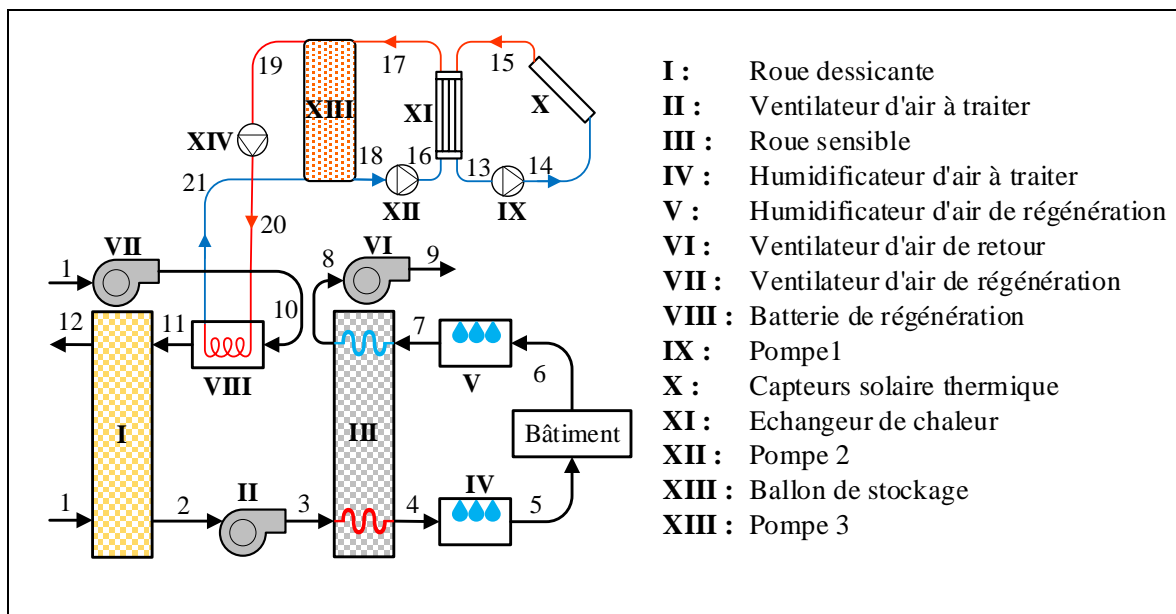 19
17
15
XIII
XI
X
XIV
18
16
13
14
21
XII
IX
20
VII
VI
1
8
9
10
12
11
7
VIII
V
6
I
III
Bâtiment
II
IV
1
2
3
4
5
I : Roue dessicante
II : Ventilateur d'air à traiter
III : Roue sensible
IV : Humidificateur d'air à traiter
V : Humidificateur d'air de régénération
VI : Ventilateur d'air de retour
VII : Ventilateur d'air de régénération
VIII : Batterie de régénération
IX : Pompe1
X : Capteurs solaire thermique
XI : Echangeur de chaleur
XII : Pompe 2
XIII : Ballon de stockage
XIII : Pompe 3